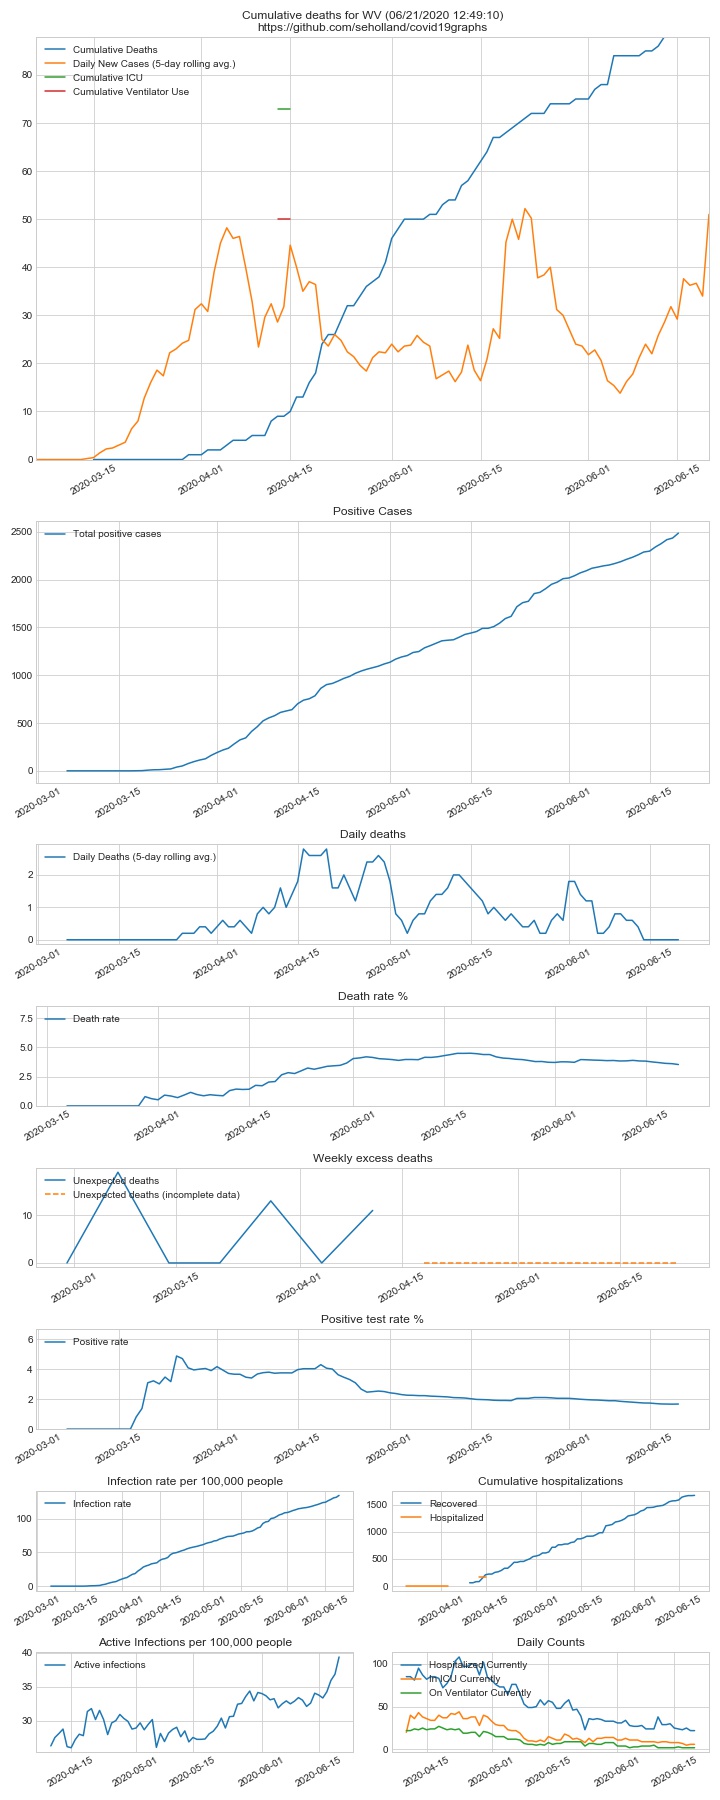 Cumulative deaths for WV (06/21/2020 12:49:10)
https://github.com/seholland/covid19graphs
Cumulative Deaths
Daily New Cases (5-day rolling avg.)
Cumulative ICU
Cumulative Ventilator Use
80
70
60
50
40
30
20
10
0
2020-03-15 2020-04-01 2020-04-15 2020-05-01 2020-05-15 2020-06-01 2020-06-15
Positive Cases
Total positive cases
2500
2000
1500
1000
500
0
2020-03-01 2020-03-15 2020-04-01 2020-04-15 2020-05-01 2020-05-15 2020-06-01 2020-06-15
Daily deaths
Daily Deaths (5-day rolling avg.)
2
1
0
2020-03-01 2020-03-15 2020-04-01 2020-04-15 2020-05-01 2020-05-15 2020-06-01 2020-06-15
Death rate %
Death rate
7.5
5.0
2.5
0.0
2020-03-15 2020-04-01 2020-04-15 2020-05-01 2020-05-15 2020-06-01 2020-06-15
Weekly excess deaths
Unexpected deaths
Unexpected deaths (incomplete data)
10
0
2020-03-01 2020-03-15 2020-04-01 2020-04-15 2020-05-01 2020-05-15
Positive test rate %
Positive rate
6
4
2
0
2020-03-01 2020-03-15 2020-04-01 2020-04-15 2020-05-01 2020-05-15 2020-06-01 2020-06-15
Infection rate per 100,000 people
Infection rate
100
50
0
2020-03-01 2020-03-15 2020-04-01 2020-04-15 2020-05-01 2020-05-15 2020-06-01 2020-06-15
Cumulative hospitalizations
Recovered
Hospitalized
1500
1000
500
0
2020-04-01 2020-04-15 2020-05-01 2020-05-15 2020-06-01 2020-06-15
Active Infections per 100,000 people
Active infections
40
35
30
2020-04-15 2020-05-01 2020-05-15 2020-06-01 2020-06-15
Daily Counts
Hospitalized Currently
In ICU Currently
On Ventilator Currently
100
50
0
2020-04-15 2020-05-01 2020-05-15 2020-06-01 2020-06-15